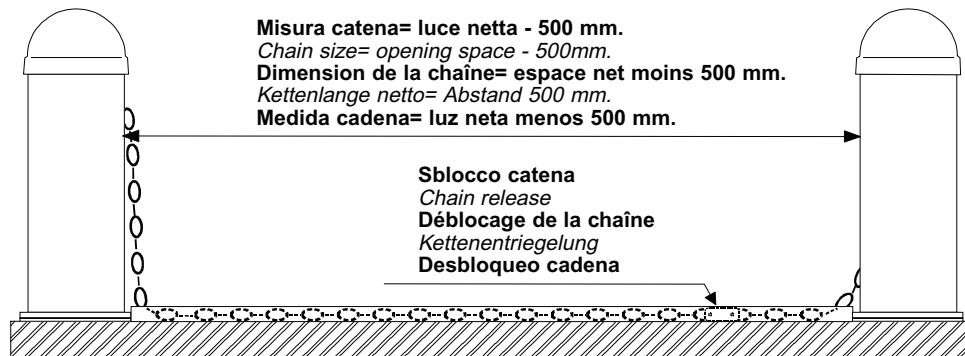 Misura catena= luce netta - 500 mm.
Chain size= opening space - 500mm.
Dimension de la chaîne= espace net moins 500 mm.
Kettenlange netto= Abstand 500 mm.
Medida cadena= luz neta menos 500 mm.
Sblocco catena
Chain release
Déblocage de la chaîne
Kettenentriegelung
Desbloqueo cadena